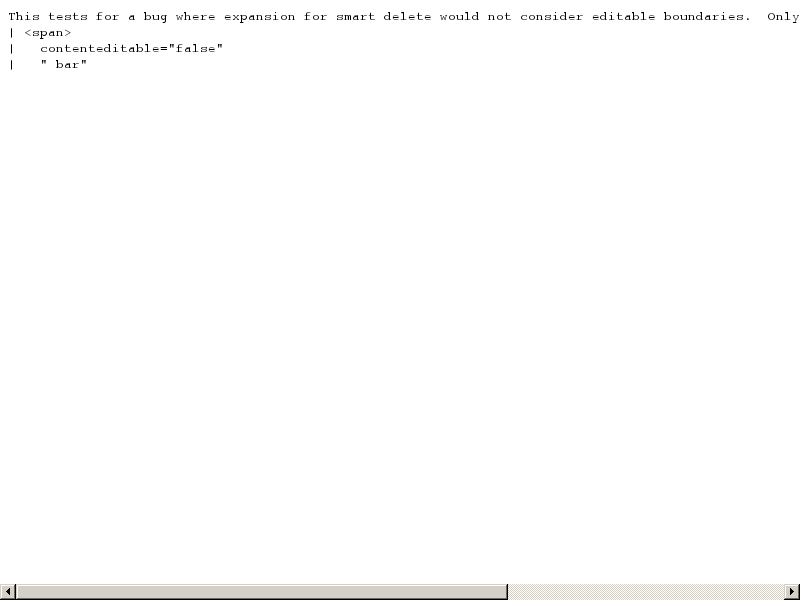 This tests for a bug where expansion for smart delete would not consider editable boundaries.  Only
| <span>
|   contenteditable="false"
|   " bar"